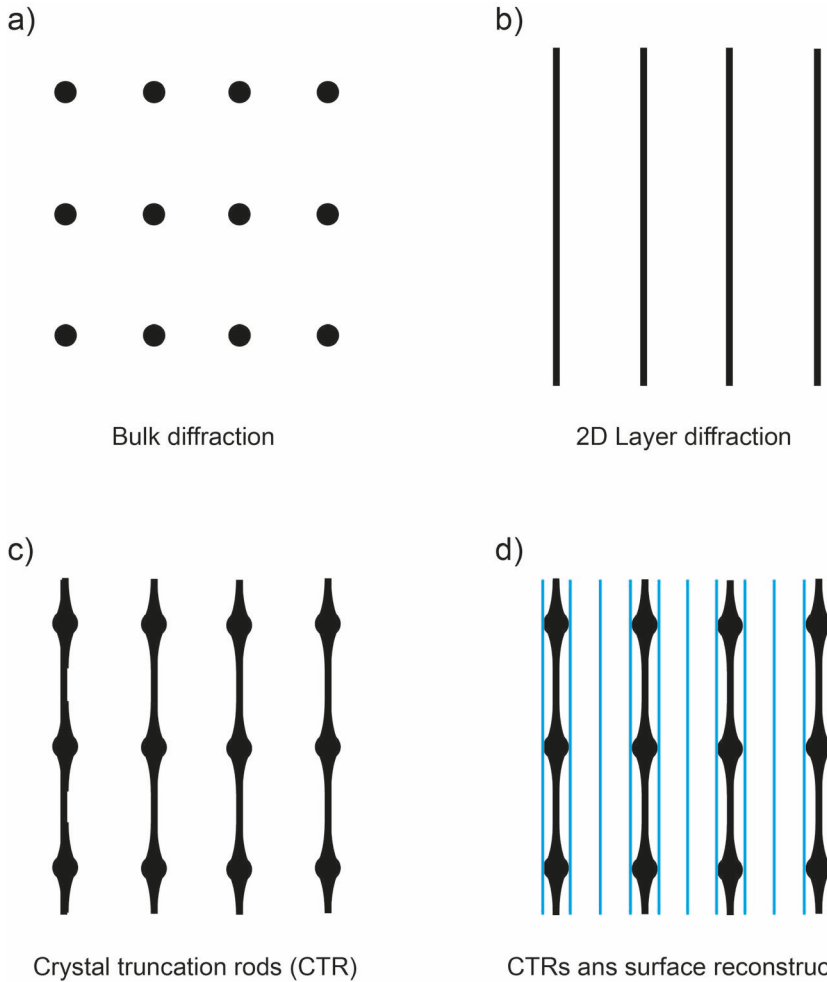 a)
b)
Bulk diffraction
2D Layer diffraction
c)
d)
Crystal truncation rods (CTR)
CTRs ans surface reconstruc